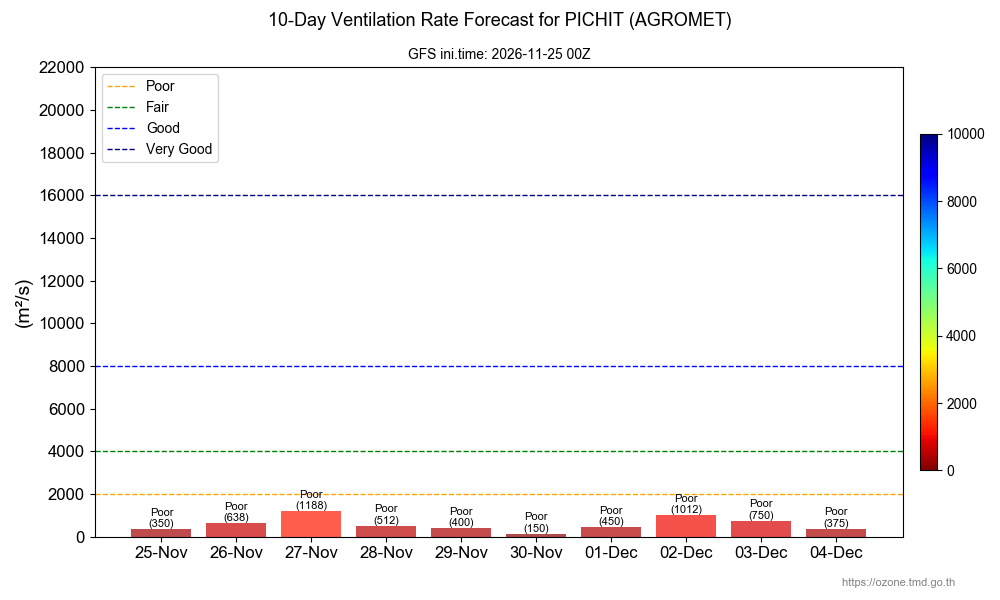 10-Day Ventilation Rate Forecast for PICHIT (AGROMET)
GFS ini.time: 2026-11-25 00Z
22000
20000
18000
16000
14000
12000
10000
8000
6000
4000
2000
0
(m²/s)
Poor
Fair
Good
Very Good
Poor
(350)
Poor
(638)
Poor
(1188)
Poor
(512)
Poor
(400)
Poor
(150)
Poor
(450)
Poor
(1012)
Poor
(750)
Poor
(375)
25-Nov 26-Nov 27-Nov 28-Nov 29-Nov 30-Nov 01-Dec 02-Dec 03-Dec 04-Dec
10000
8000
6000
4000
2000
0
https://ozone.tmd.go.th